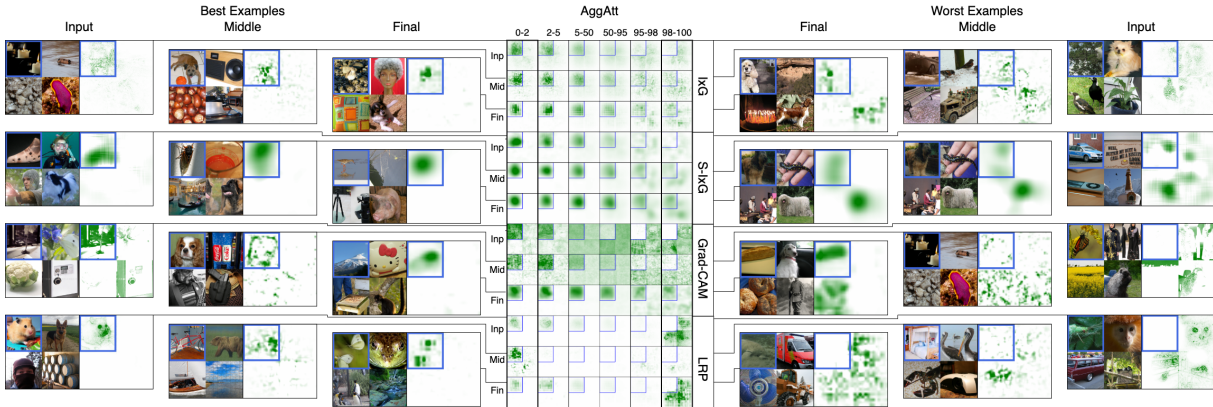 Best Examples
AggAtt
Worst Examples
Input
Middle
Final
0-2
2-5
5-50
50-95
95-98
98-100
Final
Middle
Input
Inp
Mid
Fin
IxG
Inp
Mid
Fin
S-IxG
Inp
Mid
Fin
Grad-CAM
Inp
Mid
Fin
LRP